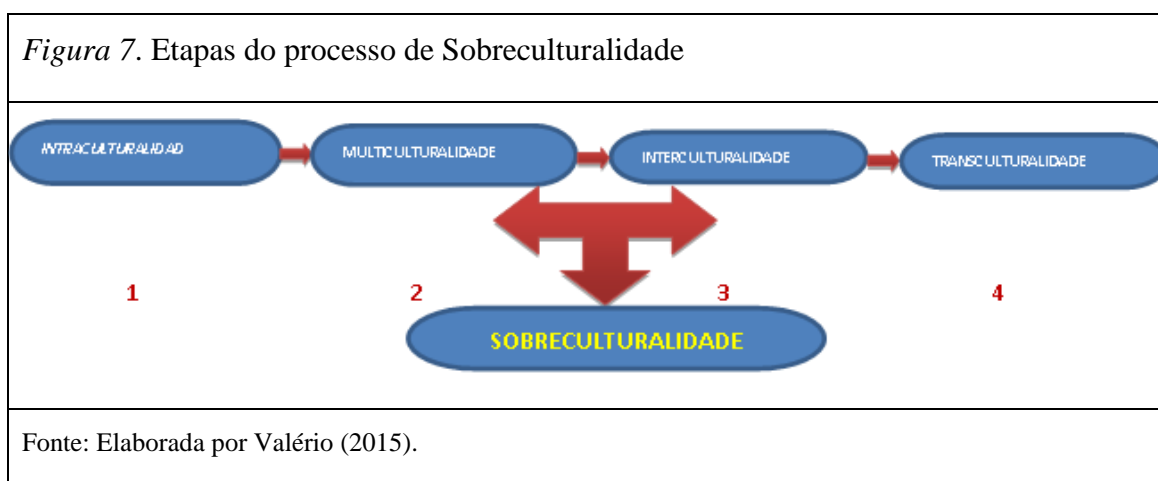 Figura 7. Etapas do processo de Sobreculturalidade
INTRACULTURALIDAD
MULTICULTURALIDADE
INTERCULTURALIDADE
TRANSCULTURALIDADE
1
2
3
4
SOBRECULTURALIDADE
Fonte: Elaborada por Valério (2015).